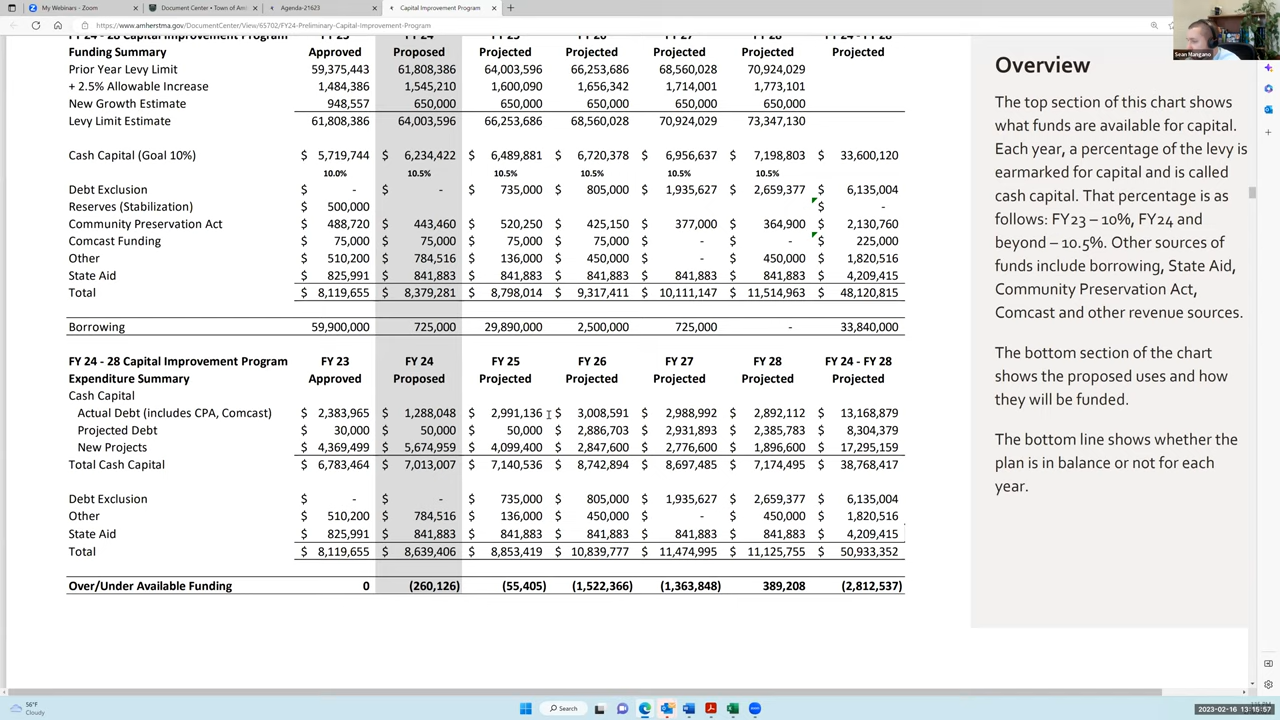 My Webinars - Zoom
Document Center • Town of Am
Agenda-21623
Capital Improvement Program
https://www.amherstma.gov/DocumentCenter/View/65702/FY24-Preliminary-Capital-Improvement-Program
Sean Mangano
FY 24 - 28 Capital Improvement Program FY 23 FY 24 FY 25 FY 26 FY 27 FY 28 FY 24 - FY 28
Funding Summary Approved Proposed Projected Projected Projected Projected Projected
Prior Year Levy Limit 59,375,443 61,808,386 64,003,596 66,253,686 68,560,028 70,924,029
+ 2.5% Allowable Increase 1,484,386 1,545,210 1,600,090 1,656,342 1,714,001 1,773,101
New Growth Estimate 948,557 650,000 650,000 650,000 650,000 650,000
Levy Limit Estimate 61,808,386 64,003,596 66,253,686 68,560,028 70,924,029 73,347,130
Cash Capital (Goal 10%) $ 5,719,744 $ 6,234,422 $ 6,489,881 $ 6,720,378 $ 6,956,637 $ 7,198,803 $ 33,600,120
10.0% 10.5% 10.5% 10.5% 10.5% 10.5%
Debt Exclusion $ - $ - $ 735,000 $ 805,000 $ 1,935,627 $ 2,659,377 $ 6,135,004
Reserves (Stabilization) $ 500,000 $ -
Community Preservation Act $ 488,720 $ 443,460 $ 520,250 $ 425,150 $ 377,000 $ 364,900 $ 2,130,760
Comcast Funding $ 75,000 $ 75,000 $ 75,000 $ 75,000 $ - $ - $ 225,000
Other $ 510,200 $ 784,516 $ 136,000 $ 450,000 $ - $ 450,000 $ 1,820,516
State Aid $ 825,991 $ 841,883 $ 841,883 $ 841,883 $ 841,883 $ 841,883 $ 4,209,415
Total $ 8,119,655 $ 8,379,281 $ 8,798,014 $ 9,317,411 $ 10,111,147 $ 11,514,963 $ 48,120,815
Borrowing 59,900,000 725,000 29,890,000 2,500,000 725,000 - 33,840,000
FY 24 - 28 Capital Improvement Program FY 23 FY 24 FY 25 FY 26 FY 27 FY 28 FY 24 - FY 28
Expenditure Summary Approved Proposed Projected Projected Projected Projected Projected
Cash Capital
Actual Debt (includes CPA, Comcast) $ 2,383,965 $ 1,288,048 $ 2,991,136 $ 3,008,591 $ 2,988,992 $ 2,892,112 $ 13,168,879
Projected Debt $ 30,000 $ 50,000 $ 50,000 $ 2,886,703 $ 2,931,893 $ 2,385,783 $ 8,304,379
New Projects $ 4,369,499 $ 5,674,959 $ 4,099,400 $ 2,847,600 $ 2,776,600 $ 1,896,600 $ 17,295,159
Total Cash Capital $ 6,783,464 $ 7,013,007 $ 7,140,536 $ 8,742,894 $ 8,697,485 $ 7,174,495 $ 38,768,417
Debt Exclusion $ - $ - $ 735,000 $ 805,000 $ 1,935,627 $ 2,659,377 $ 6,135,004
Other $ 510,200 $ 784,516 $ 136,000 $ 450,000 $ - $ 450,000 $ 1,820,516
State Aid $ 825,991 $ 841,883 $ 841,883 $ 841,883 $ 841,883 $ 841,883 $ 4,209,415
Total $ 8,119,655 $ 8,639,406 $ 8,853,419 $ 10,839,777 $ 11,474,995 $ 11,125,755 $ 50,933,352
Over/Under Available Funding 0 (260,126) (55,405) (1,522,366) (1,363,848) 389,208 (2,812,537)
Overview
The top section of this chart shows
what funds are available for capital.
Each year, a percentage of the levy is
earmarked for capital and is called
cash capital. That percentage is as
follows: FY23 – 10%, FY24 and
beyond – 10.5%. Other sources of
funds include borrowing, State Aid,
Community Preservation Act,
Comcast and other revenue sources.
The bottom section of the chart
shows the proposed uses and how
they will be funded.
The bottom line shows whether the
plan is in balance or not for each
year.
56°F
Cloudy
Search
2023-02-16 13:15:57